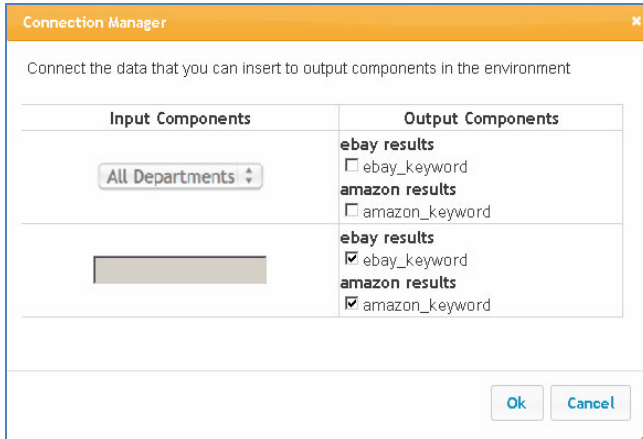 Connection Manager
Connect the data that you can insert to output components in the environment
Input Components
Output Components
All Departments
ebay results
ebay_keyword
amazon results
amazon_keyword
ebay results
ebay_keyword
amazon results
amazon_keyword
Ok
Cancel